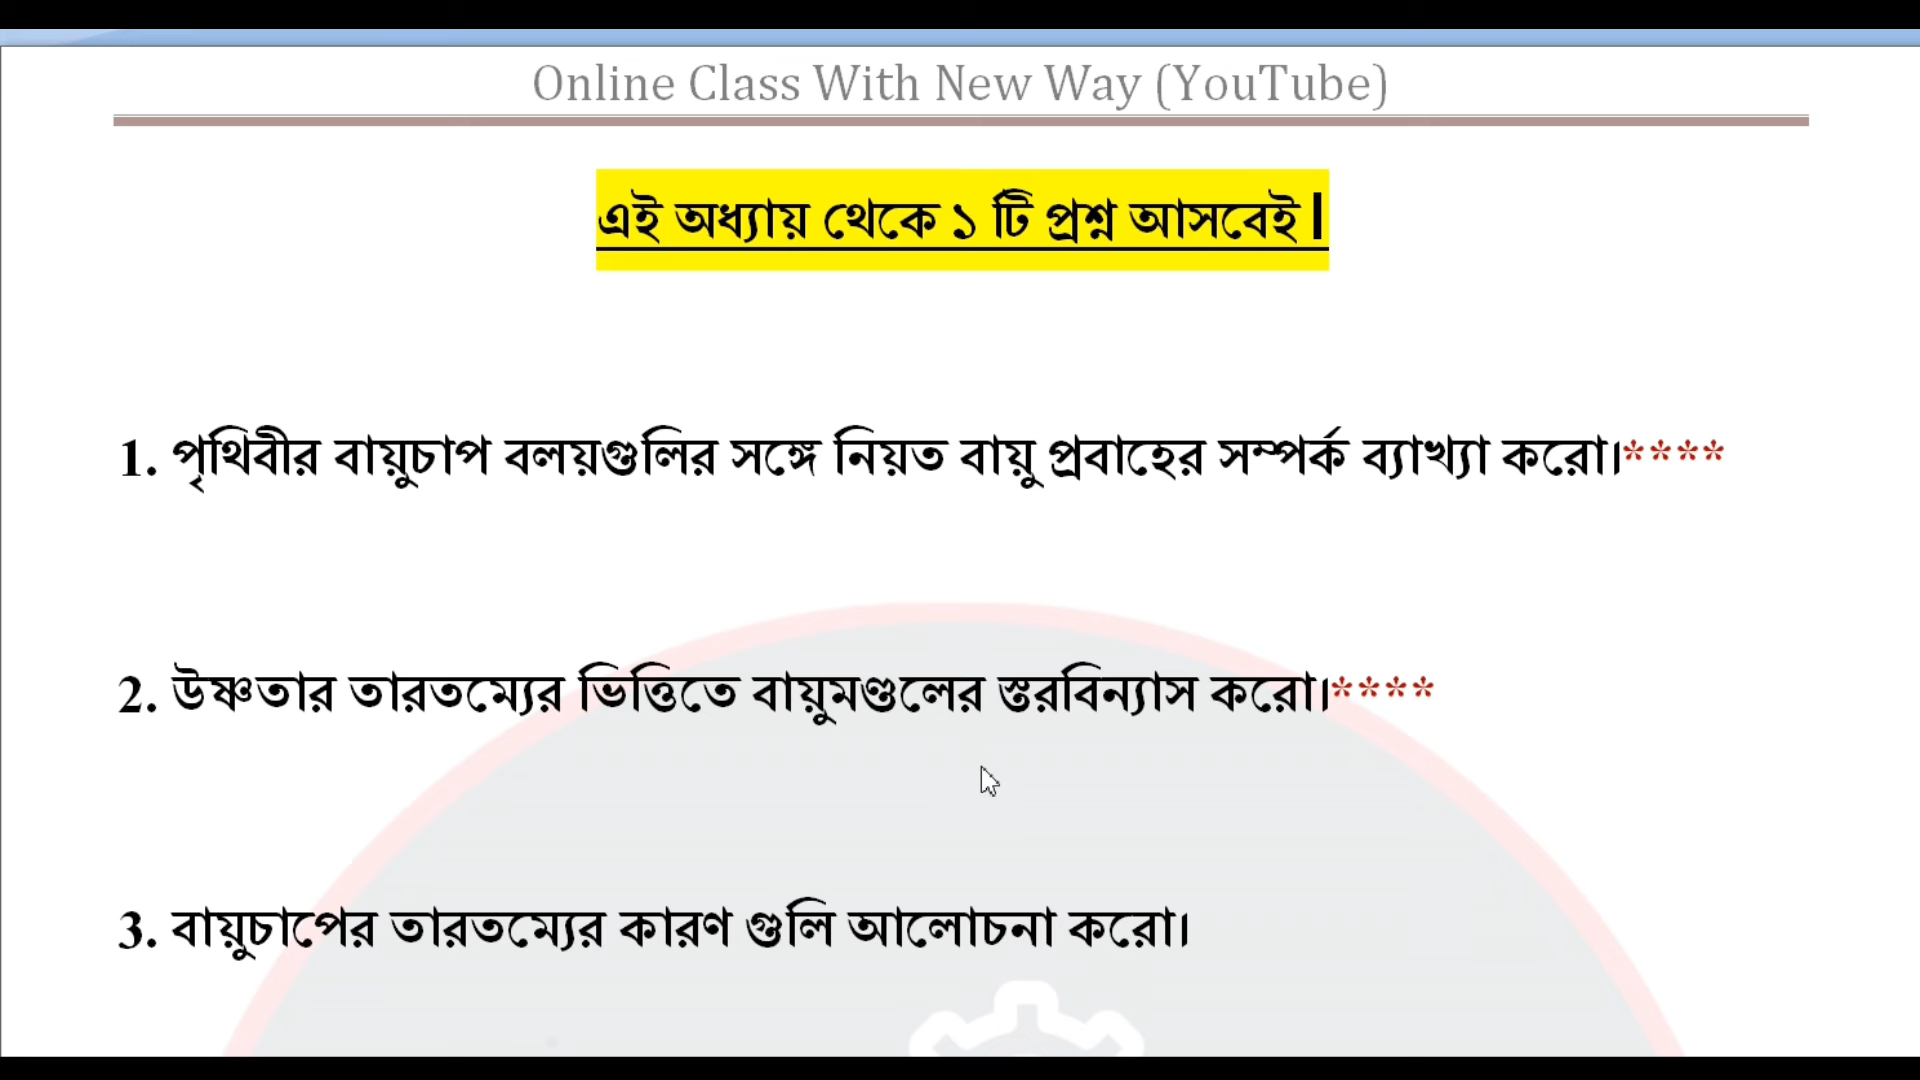 Online Class With New Way (YouTube)
এই অধ্যায় থেকে ১ টি প্রশ্ন আসবেই।
1. পৃথিবীর বায়ুচাপ বলয়গুলির সঙ্গে নিয়ত বায়ু প্রবাহের সম্পর্ক ব্যাখ্যা করো।****
2. উষ্ণতার তারতম্যের ভিত্তিতে বায়ুমণ্ডলের স্তরবিন্যাস করো।****
3. বায়ুচাপের তারতম্যের কারণ গুলি আলোচনা করো।